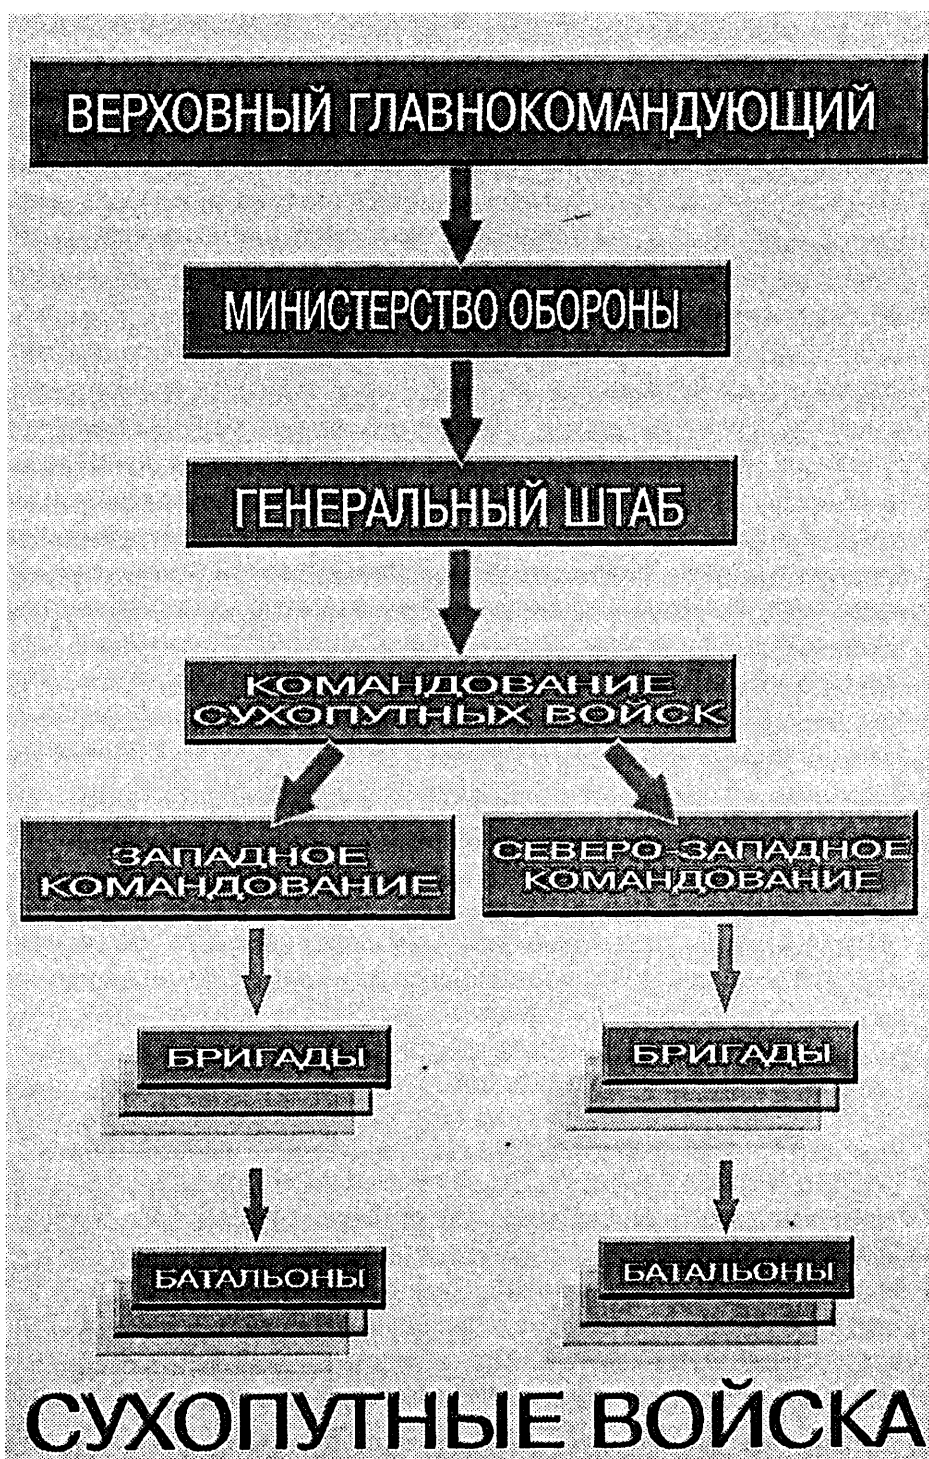 ВЕРХОВНЫЙ ГЛАВНОКОМАНДУЮЩИЙ
МИНИСТЕРСТВО ОБОРОНЫ
ГЕНЕРАЛЬНЫЙ ШТАБ
КОМАНДОВАНИЕ
СУХОПУТНЫХ ВОЙСК
ЗАПАДНОЕ
КОМАНДОВАНИЕ
СЕВЕРО-ЗАПАДНОЕ
КОМАНДОВАНИЕ
БРИГАДЫ
БРИГАДЫ
БАТАЛЬОНЫ
БАТАЛЬОНЫ
СУХОПУТНЫЕ ВОЙСКА